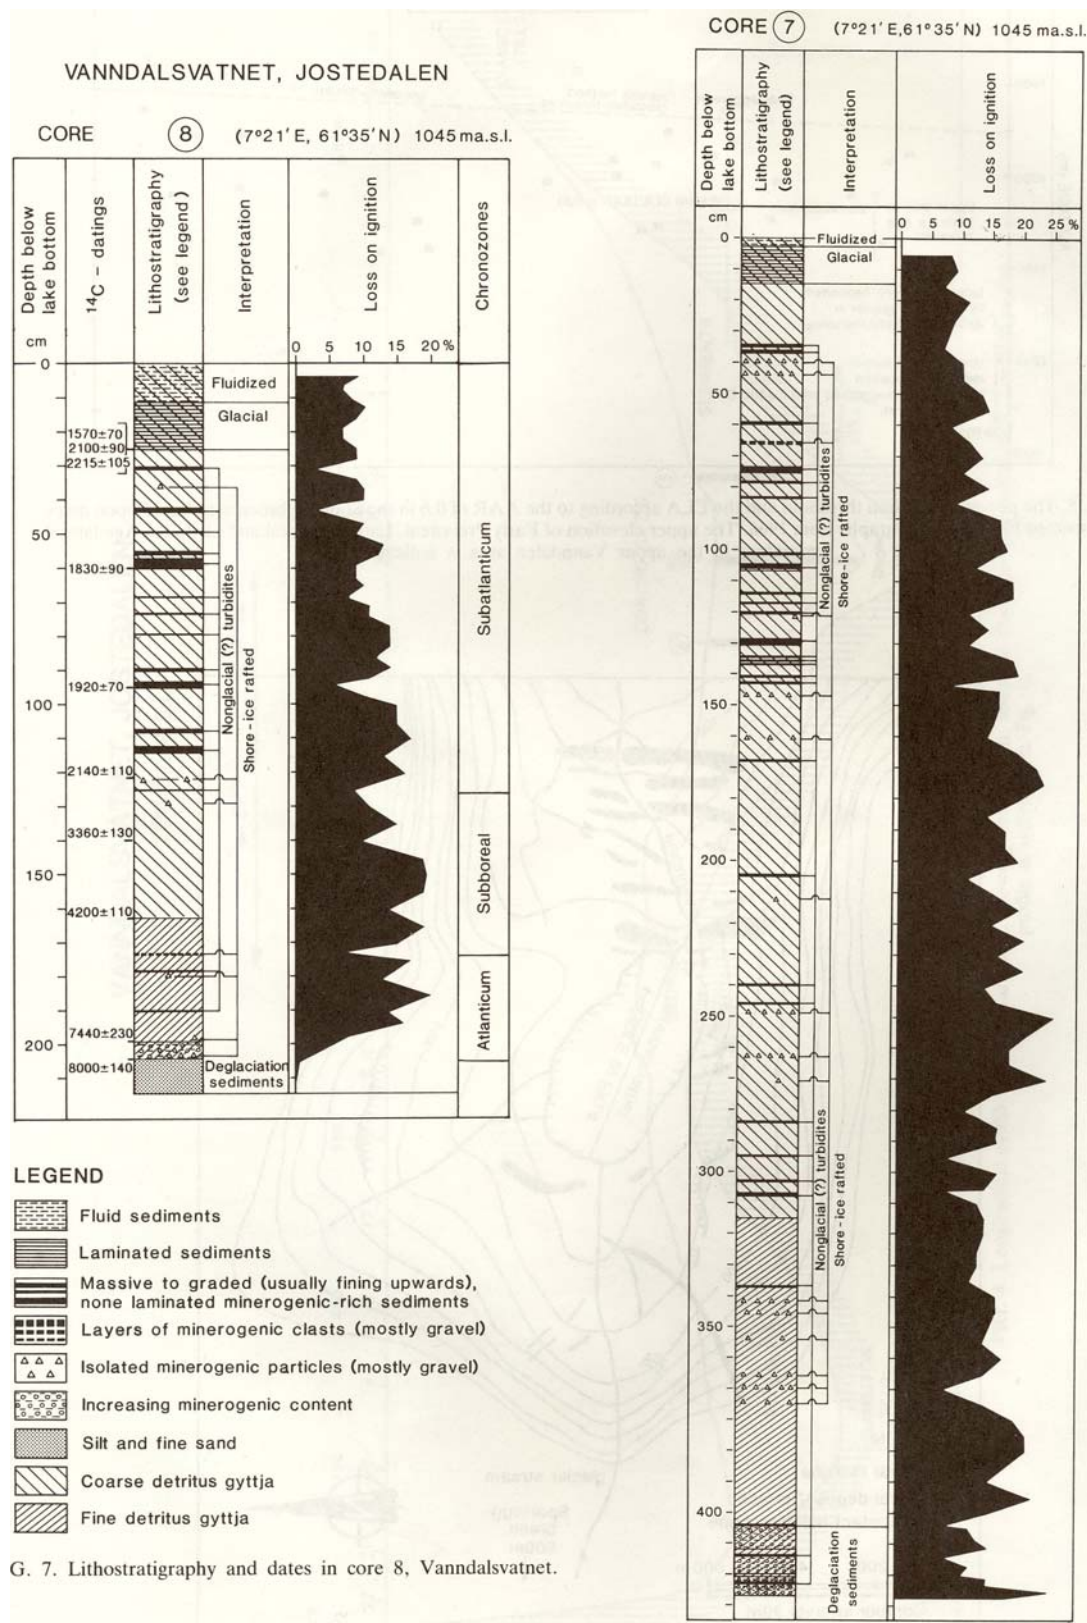 VANNDALSVATNET, JOSTEDALEN
CORE 8 (7°21′E, 61°35′N) 1045 ma.s.l.
Depth below
lake bottom
14C – datings
Lithostratigraphy
(see legend)
Interpretation
Loss on ignition
Chronozones
cm
0 5 10 15 20 %
0
50
100
150
200
1570±70
2100±90
2215±105
1830±90
1920±70
2140±110
3360±130
4200±110
7440±230
8000±140
Fluidized
Glacial
Nonglacial (?) turbidites
Shore – ice rafted
Deglaciation
sediments
Subatlanticum
Subboreal
Atlanticum
LEGEND
Fluid sediments
Laminated sediments
Massive to graded (usually fining upwards),
none laminated minerogenic-rich sediments
Layers of minerogenic clasts (mostly gravel)
Isolated minerogenic particles (mostly gravel)
Increasing minerogenic content
Silt and fine sand
Coarse detritus gyttja
Fine detritus gyttja
G. 7. Lithostratigraphy and dates in core 8, Vanndalsvatnet.
CORE 7 (7°21′E,61°35′N) 1045 ma.s.l.
Depth below
lake bottom
Lithostratigraphy
(see legend)
Interpretation
Loss on ignition
cm
0 5 10 15 20 25 %
0
50
100
150
200
250
300
350
400
Fluidized
Glacial
Nonglacial (?) turbidites
Shore-ice rafted
Nonglacial (?) turbidites
Shore – ice rafted
Deglaciation
sediments